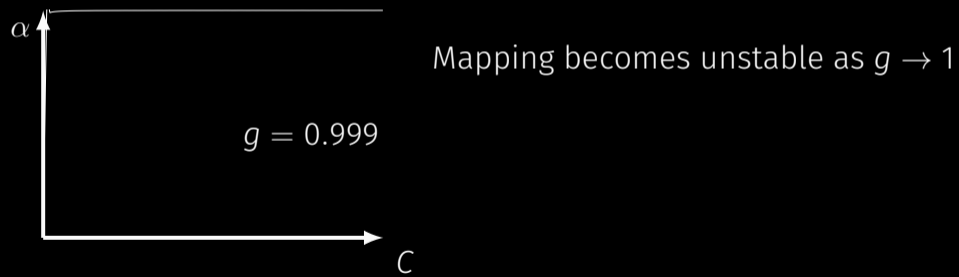 α
Mapping becomes unstable as g → 1
g = 0.999
C